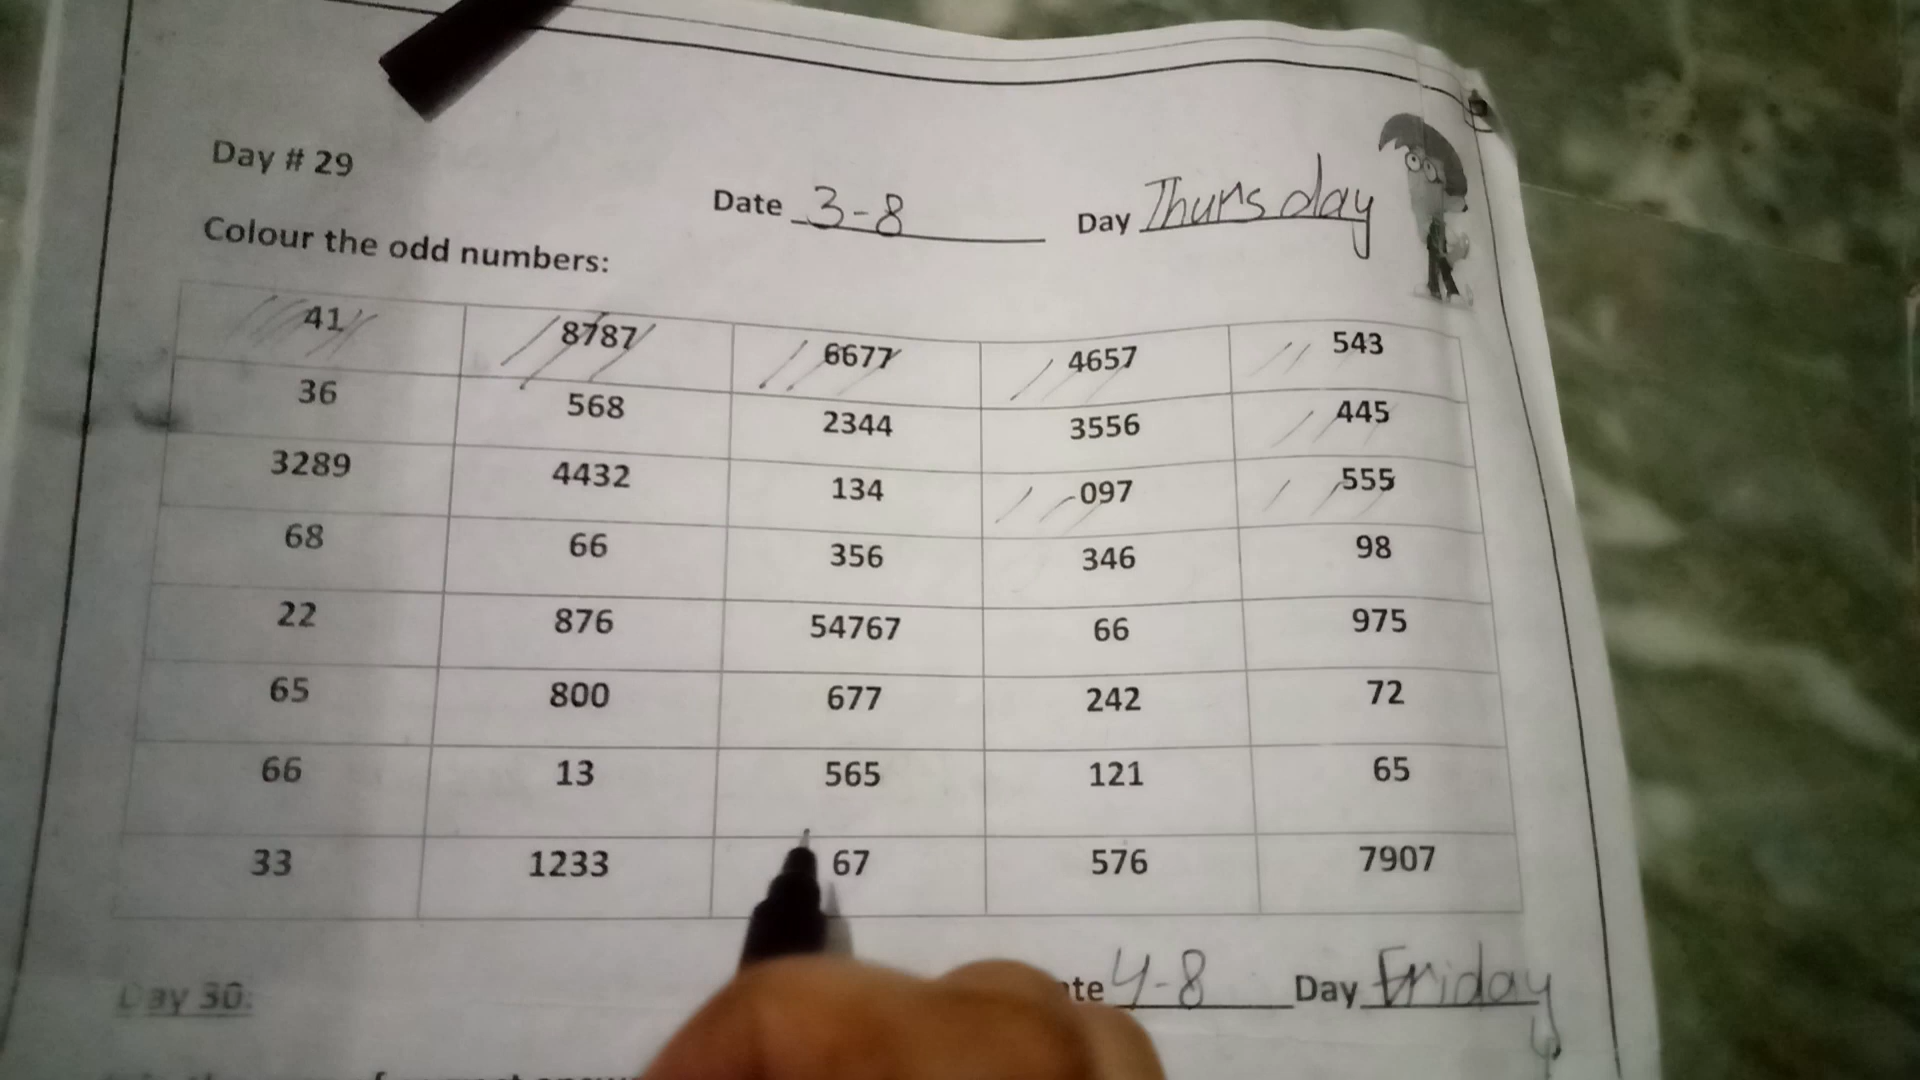 Day # 29
Date 3-8 Day Thursday
Colour the odd numbers:
41 8787 6677 4657 543
36 568 2344 3556 445
3289 4432 134 097 555
68 66 356 346 98
22 876 54767 66 975
65 800 677 242 72
66 13 565 121 65
33 1233 67 576 7907
Day 30: 4-8 Day Friday